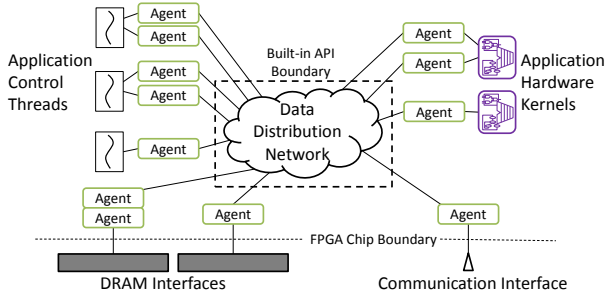 Agent
Agent
Application
Control
Threads
Agent
Agent
Agent
Built-in API
Boundary
Data
Distribution
Network
Agent
Agent
Agent
Application
Hardware
Kernels
Agent
Agent
Agent
Agent
FPGA Chip Boundary
DRAM Interfaces
Communication Interface